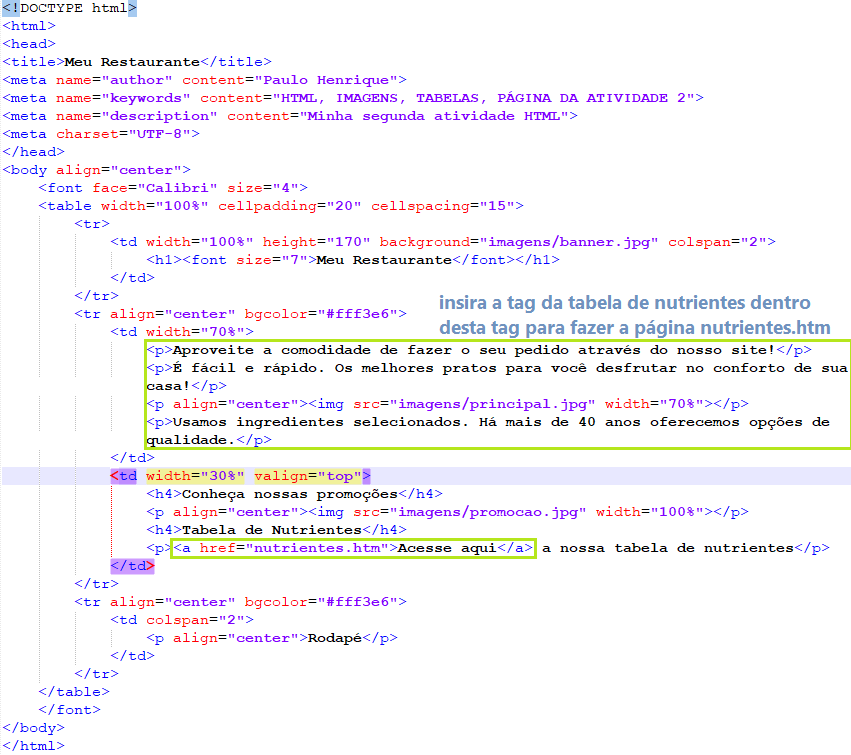 <!DOCTYPE html>
<html>
<head>
<title>Meu Restaurante</title>
<meta name="author" content="Paulo Henrique">
<meta name="keywords" content="HTML, IMAGENS, TABELAS, PÁGINA DA ATIVIDADE 2">
<meta name="description" content="Minha segunda atividade HTML">
<meta charset="UTF-8">
</head>
<body align="center">
    <font face="Calibri" size="4">
    <table width="100%" cellpadding="20" cellspacing="15">
        <tr>
            <td width="100%" height="170" background="imagens/banner.jpg" colspan="2">
                <h1><font size="7">Meu Restaurante</font></h1>
            </td>
        </tr>
insira a tag da tabela de nutrientes dentro
desta tag para fazer a página nutrientes.htm
        <tr align="center" bgcolor="#fff3e6">
            <td width="70%">
                <p>Aproveite a comodidade de fazer o seu pedido através do nosso site!</p>
                <p>É fácil e rápido. Os melhores pratos para você desfrutar no conforto de sua
                casa!</p>
                <p align="center"><img src="imagens/principal.jpg" width="70%"></p>
                <p>Usamos ingredientes selecionados. Há mais de 40 anos oferecemos opções de
                qualidade.</p>
            </td>
            <td width="30%" valign="top">
                <h4>Conheça nossas promoções</h4>
                <p align="center"><img src="imagens/promocao.jpg" width="100%"></p>
                <h4>Tabela de Nutrientes</h4>
                <p><a href="nutrientes.htm">Acesse aqui</a> a nossa tabela de nutrientes</p>
            </td>
        </tr>
        <tr align="center" bgcolor="#fff3e6">
            <td colspan="2">
                <p align="center">Rodapé</p>
            </td>
        </tr>
    </table>
    </font>
</body>
</html>